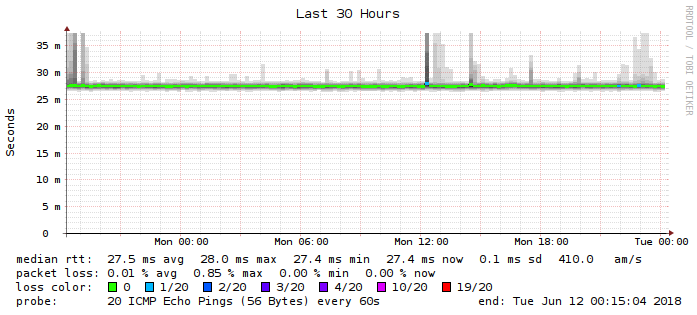 Last 30 Hours
RRDTOOL / TOBI OETIKER
Seconds
35 m
30 m
25 m
20 m
15 m
10 m
5 m
0
Mon 00:00 Mon 06:00 Mon 12:00 Mon 18:00 Tue 00:00
median rtt: 27.5 ms avg 28.0 ms max 27.4 ms min 27.4 ms now 0.1 ms sd 410.0 am/s
packet loss: 0.01 % avg 0.85 % max 0.00 % min 0.00 % now
loss color: 0 1/20 2/20 3/20 4/20 10/20 19/20
probe: 20 ICMP Echo Pings (56 Bytes) every 60s end: Tue Jun 12 00:15:04 2018